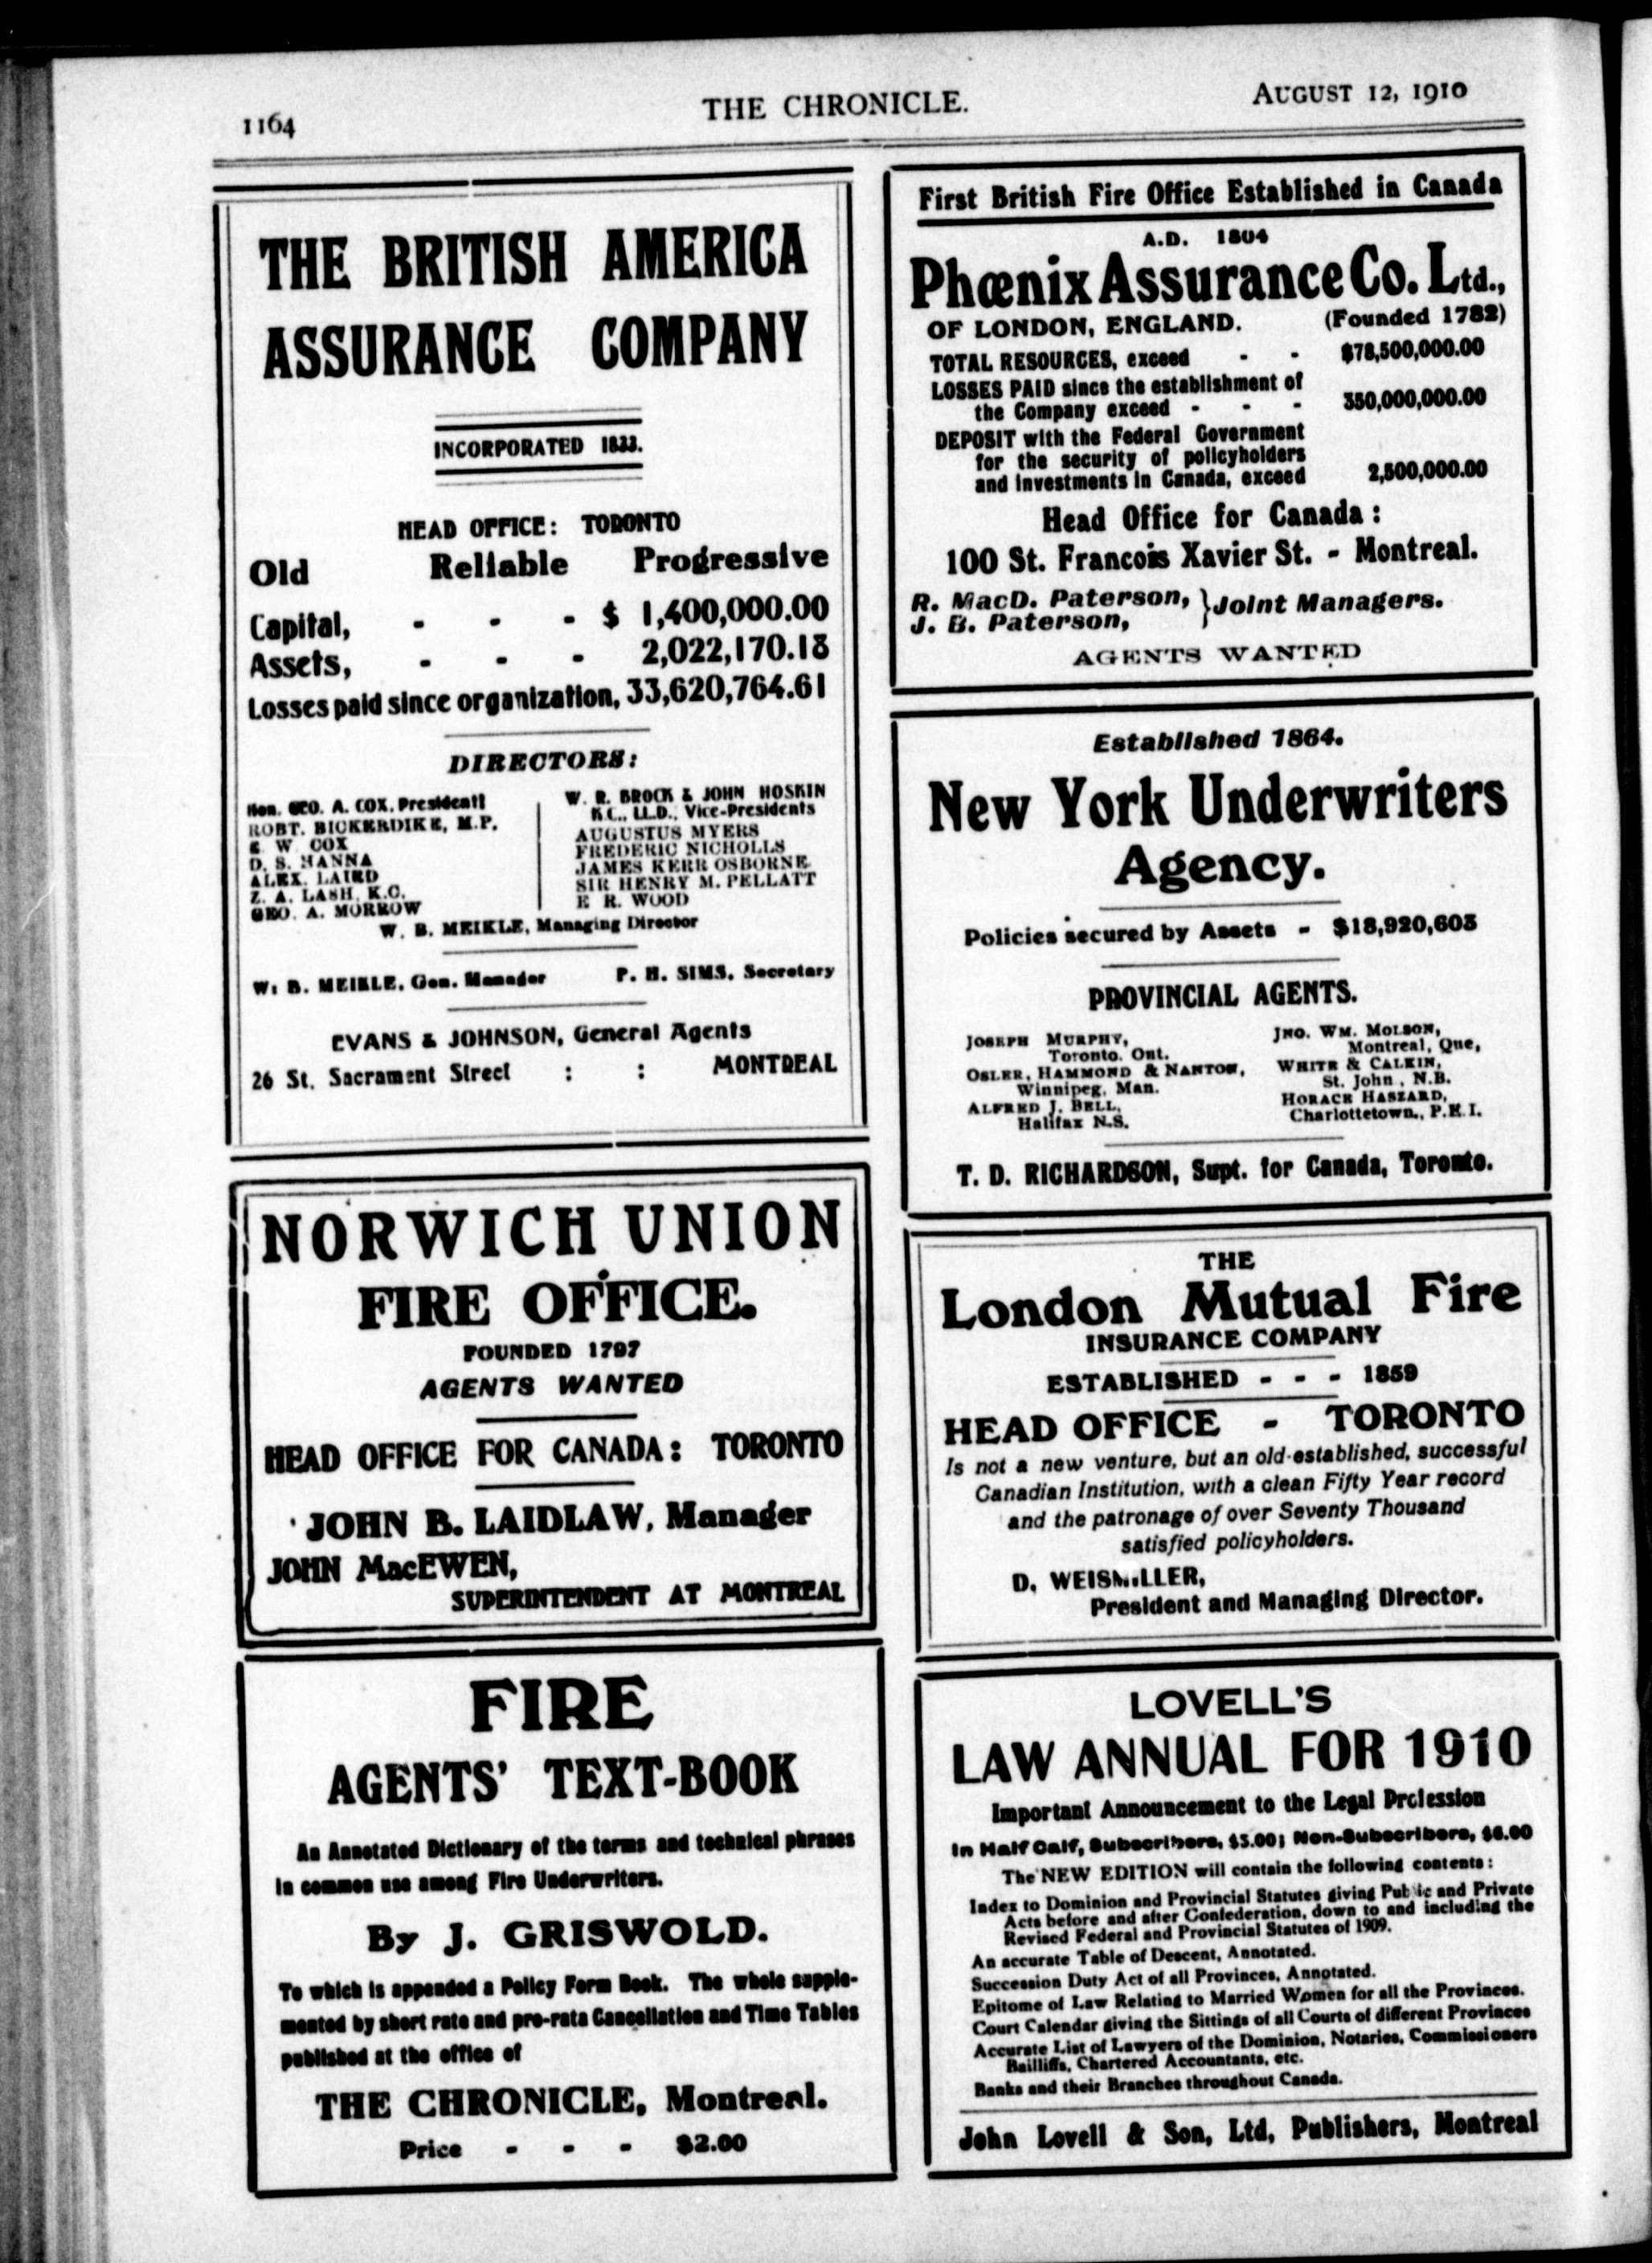 1164
THE CHRONICLE.
AUGUST 12, 1910
THE BRITISH AMERICA
ASSURANCE COMPANY
INCORPORATED 1833.
HEAD OFFICE: TORONTO
Old Reliable Progressive
Capital, - - - $ 1,400,000.00
Assets, - - - 2,022,170.18
Losses paid since organization, 33,620,764.61
DIRECTORS:
Hon. GEO. A. COX, President
ROBT. BICKERDIKE, M.P.
E. W. COX
D. S. HANNA
ALEX. LAIRD
Z. A. LASH, K.C.
GEO. A. MORROW
W. R. BROCK & JOHN HOSKIN
K.C., LL.D., Vice-Presidents
AUGUSTUS MYERS
FREDERIC NICHOLLS
JAMES KERR OSBORNE
SIR HENRY M. PELLATT
E R. WOOD
W. B. MEIKLE, Managing Director
W. B. MEIKLE, Gen. Manager P. H. SIMS, Secretary
EVANS & JOHNSON, General Agents
26 St. Sacrament Street : : MONTREAL
NORWICH UNION
FIRE OFFICE.
FOUNDED 1797
AGENTS WANTED
HEAD OFFICE FOR CANADA: TORONTO
JOHN B. LAIDLAW, Manager
JOHN MacEWEN,
SUPERINTENDENT AT MONTREAL
FIRE
AGENTS' TEXT-BOOK
An Annotated Dictionary of the terms and technical phrases
in common use among Fire Underwriters.
By J. GRISWOLD.
To which is appended a Policy Form Book. The whole supple-
mented by short rate and pro-rata Cancellation and Time Tables
published at the office of
THE CHRONICLE, Montreal.
Price - - - $2.00
First British Fire Office Established in Canada
A.D. 1804
Phœnix Assurance Co. Ltd.,
OF LONDON, ENGLAND. (Founded 1782)
TOTAL RESOURCES, exceed - - $78,500,000.00
LOSSES PAID since the establishment of
the Company exceed - - - 350,000,000.00
DEPOSIT with the Federal Government
for the security of policyholders
and investments in Canada, exceed 2,500,000.00
Head Office for Canada:
100 St. Francois Xavier St. - Montreal.
R. MacD. Paterson, } Joint Managers.
J. B. Paterson,
AGENTS WANTED
Established 1864.
New York Underwriters
Agency.
Policies secured by Assets - $18,920,603
PROVINCIAL AGENTS.
JOSEPH MURPHY,
Toronto. Ont.
OSLER, HAMMOND & NANTON,
Winnipeg, Man.
ALFRED J. BELL,
Halifax N.S.
JNO. WM. MOLSON,
Montreal, Que,
WHITE & CALKIN,
St. John, N.B.
HORACE HASZARD,
Charlottetown., P.E.I.
T. D. RICHARDSON, Supt. for Canada, Toronto.
THE
London Mutual Fire
INSURANCE COMPANY
ESTABLISHED - - - 1859
HEAD OFFICE - TORONTO
Is not a new venture, but an old-established, successful
Canadian Institution, with a clean Fifty Year record
and the patronage of over Seventy Thousand
satisfied policyholders.
D. WEISMILLER,
President and Managing Director.
LOVELL'S
LAW ANNUAL FOR 1910
Important Announcement to the Legal Profession
In Half Calf, Subscribers, $5.00; Non-Subscribers, $6.00
The NEW EDITION will contain the following contents:
Index to Dominion and Provincial Statutes giving Public and Private
Acts before and after Confederation, down to and including the
Revised Federal and Provincial Statutes of 1909.
An accurate Table of Descent, Annotated.
Succession Duty Act of all Provinces, Annotated.
Epitome of Law Relating to Married Women for all the Provinces.
Court Calendar giving the Sittings of all Courts of different Provinces
Accurate List of Lawyers of the Dominion, Notaries, Commissioners
Bailiffs, Chartered Accountants, etc.
Banks and their Branches throughout Canada.
John Lovell & Son, Ltd, Publishers, Montreal